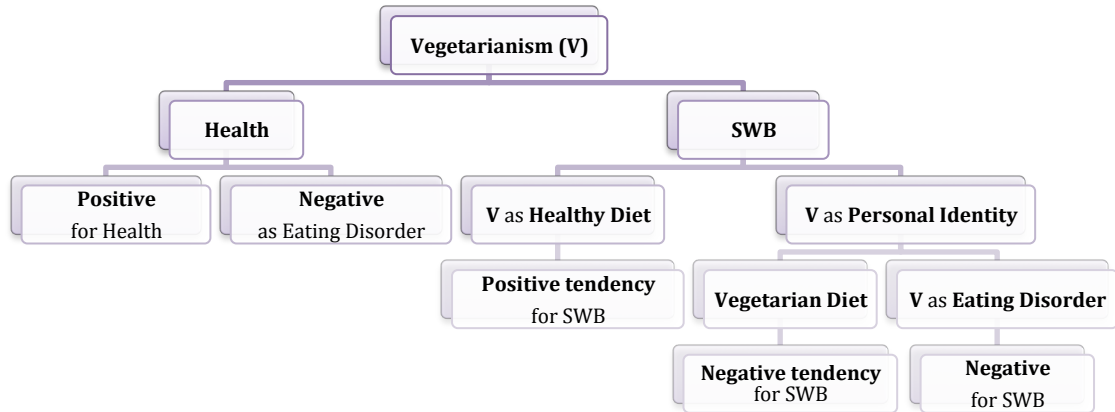 Vegetarianism (V)
Health
SWB
Positive
for Health
Negative
as Eating Disorder
V as Healthy Diet
V as Personal Identity
Positive tendency
for SWB
Vegetarian Diet
V as Eating Disorder
Negative tendency
for SWB
Negative
for SWB